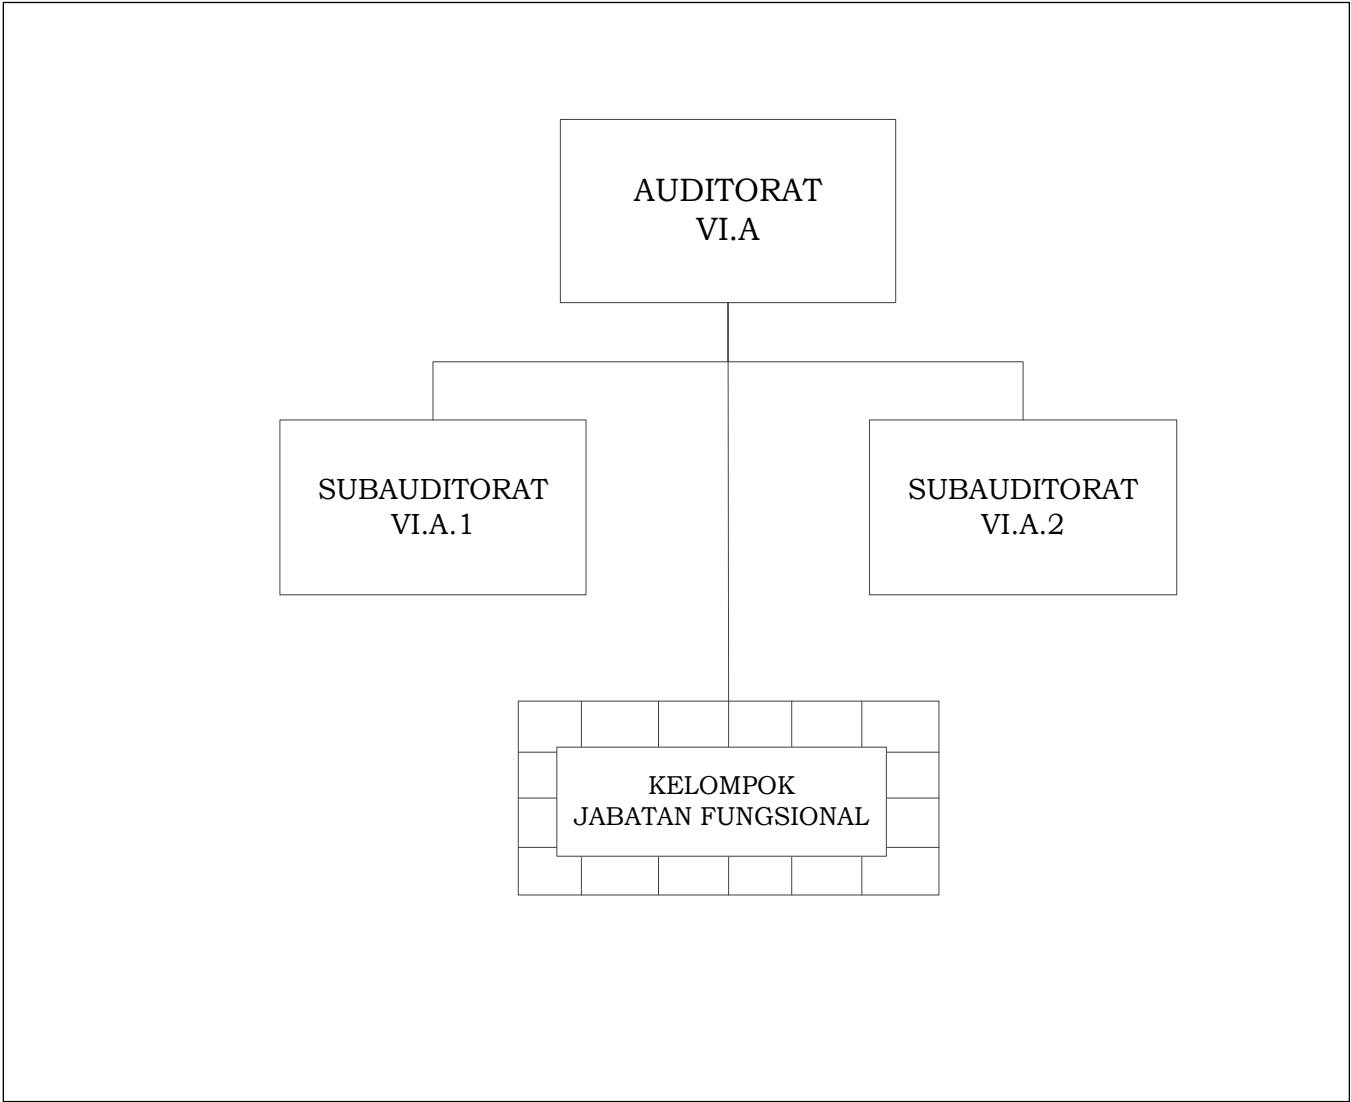 AUDITORAT
VI.A
SUBAUDITORAT
VI.A.1
SUBAUDITORAT
VI.A.2
KELOMPOK
JABATAN FUNGSIONAL